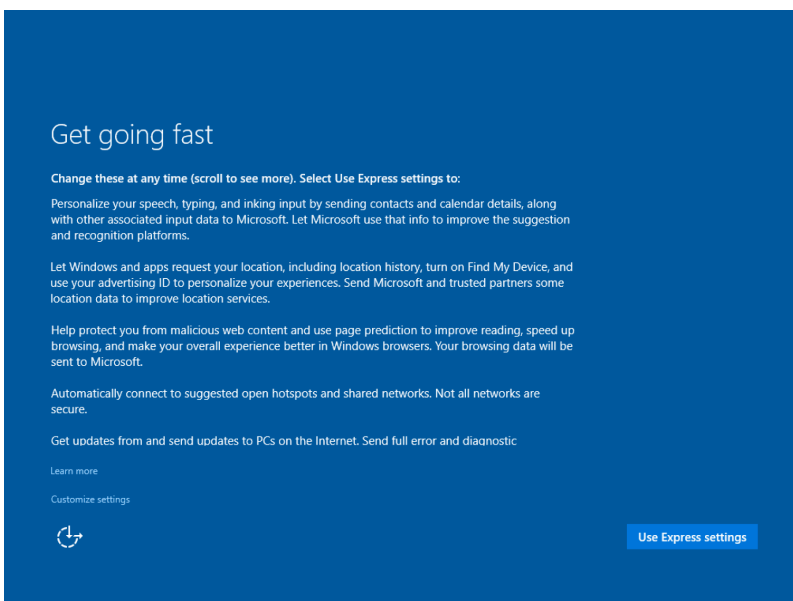 Get going fast
Change these at any time (scroll to see more). Select Use Express settings to:
Personalize your speech, typing, and inking input by sending contacts and calendar details, along
with other associated input data to Microsoft. Let Microsoft use that info to improve the suggestion
and recognition platforms.
Let Windows and apps request your location, including location history, turn on Find My Device, and
use your advertising ID to personalize your experiences. Send Microsoft and trusted partners some
location data to improve location services.
Help protect you from malicious web content and use page prediction to improve reading, speed up
browsing, and make your overall experience better in Windows browsers. Your browsing data will be
sent to Microsoft.
Automatically connect to suggested open hotspots and shared networks. Not all networks are
secure.
Get updates from and send updates to PCs on the Internet. Send full error and diagnostic
Learn more
Customize settings
Use Express settings